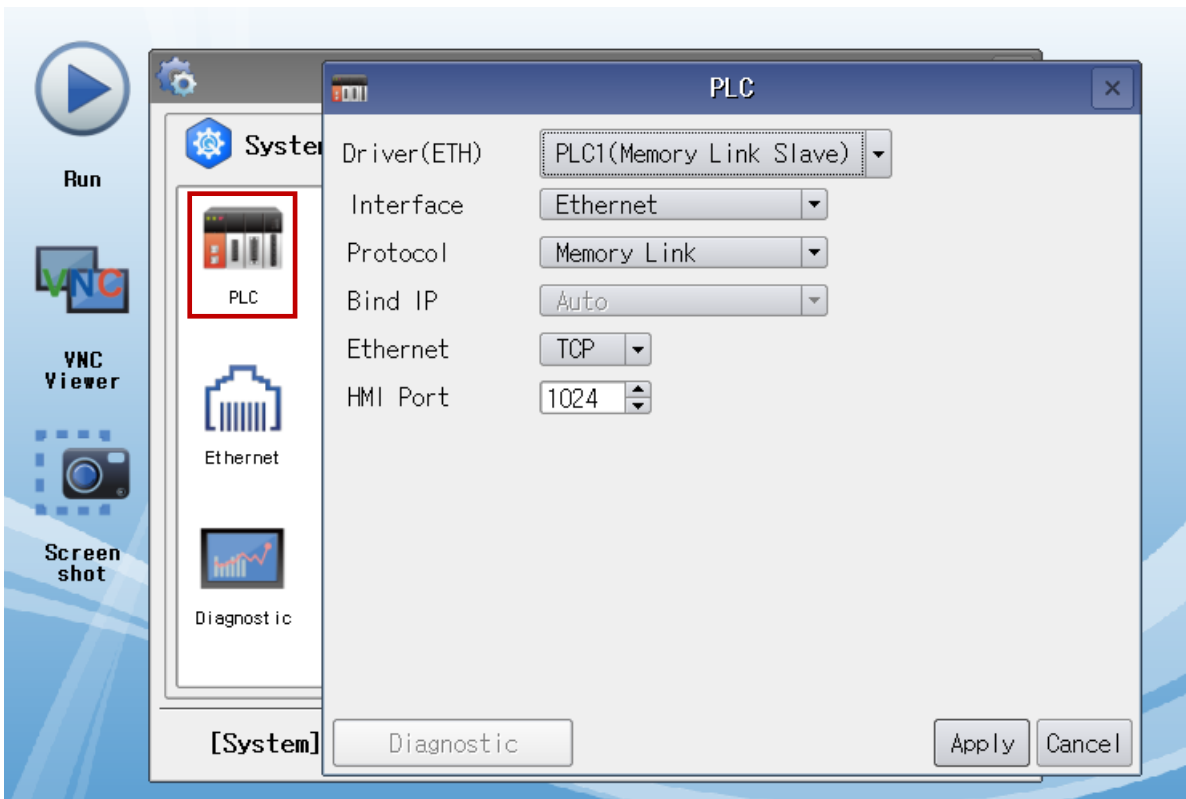 Run
VNC
VNC
Viewer
Screen
shot
System
PLC
Ethernet
Diagnostic
[System]
PLC
Driver(ETH) PLC1(Memory Link Slave)
Interface Ethernet
Protocol Memory Link
Bind IP Auto
Ethernet TCP
HMI Port 1024
Diagnostic Apply Cancel